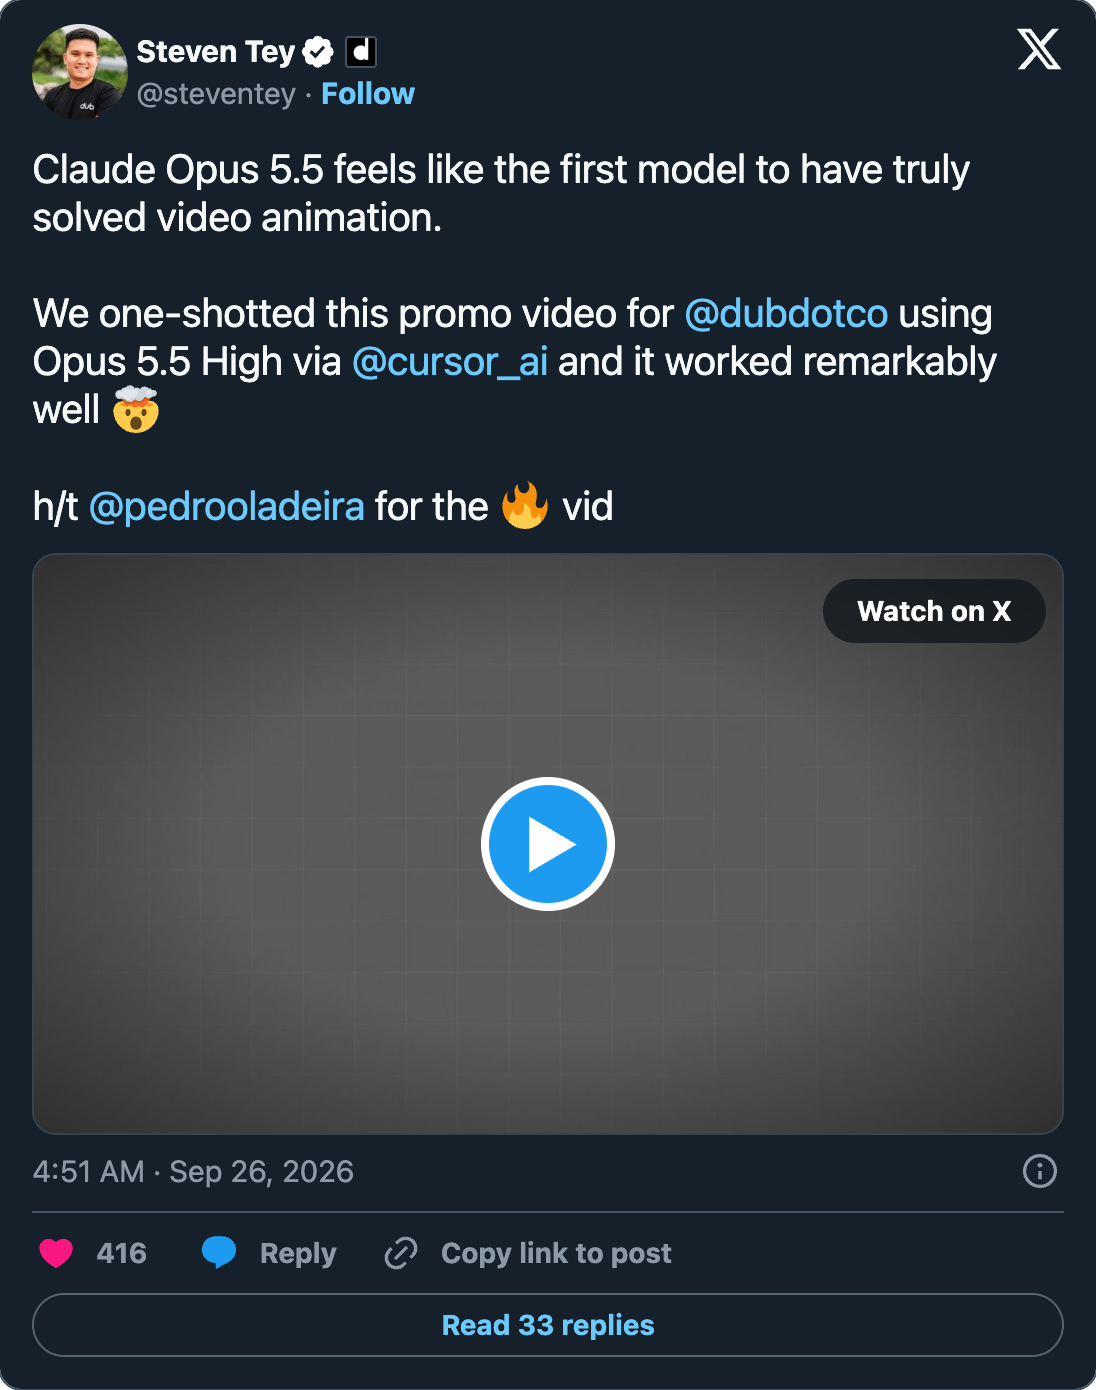 Steven Tey d
@steventey · Follow
Claude Opus 5.5 feels like the first model to have truly
solved video animation.
We one-shotted this promo video for @dubdotco using
Opus 5.5 High via @cursor_ai and it worked remarkably
well 🤯
h/t @pedrooladeira for the 🔥 vid
Watch on X
4:51 AM · Sep 26, 2026
416 Reply Copy link to post
Read 33 replies